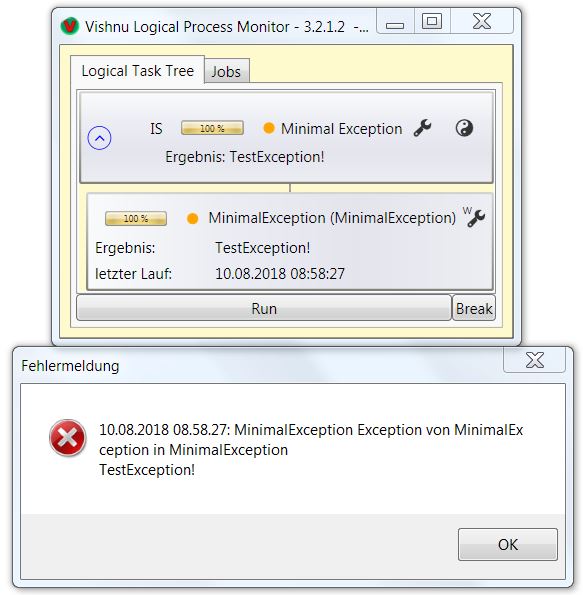 Vishnu Logical Process Monitor - 3.2.1.2 -...
Logical Task Tree Jobs
IS 100 % Minimal Exception
Ergebnis: TestException!
100 % MinimalException (MinimalException) W
Ergebnis: TestException!
letzter Lauf: 10.08.2018 08:58:27
Run Break
Fehlermeldung
10.08.2018 08.58.27: MinimalException Exception von MinimalEx
ception in MinimalException
TestException!
OK